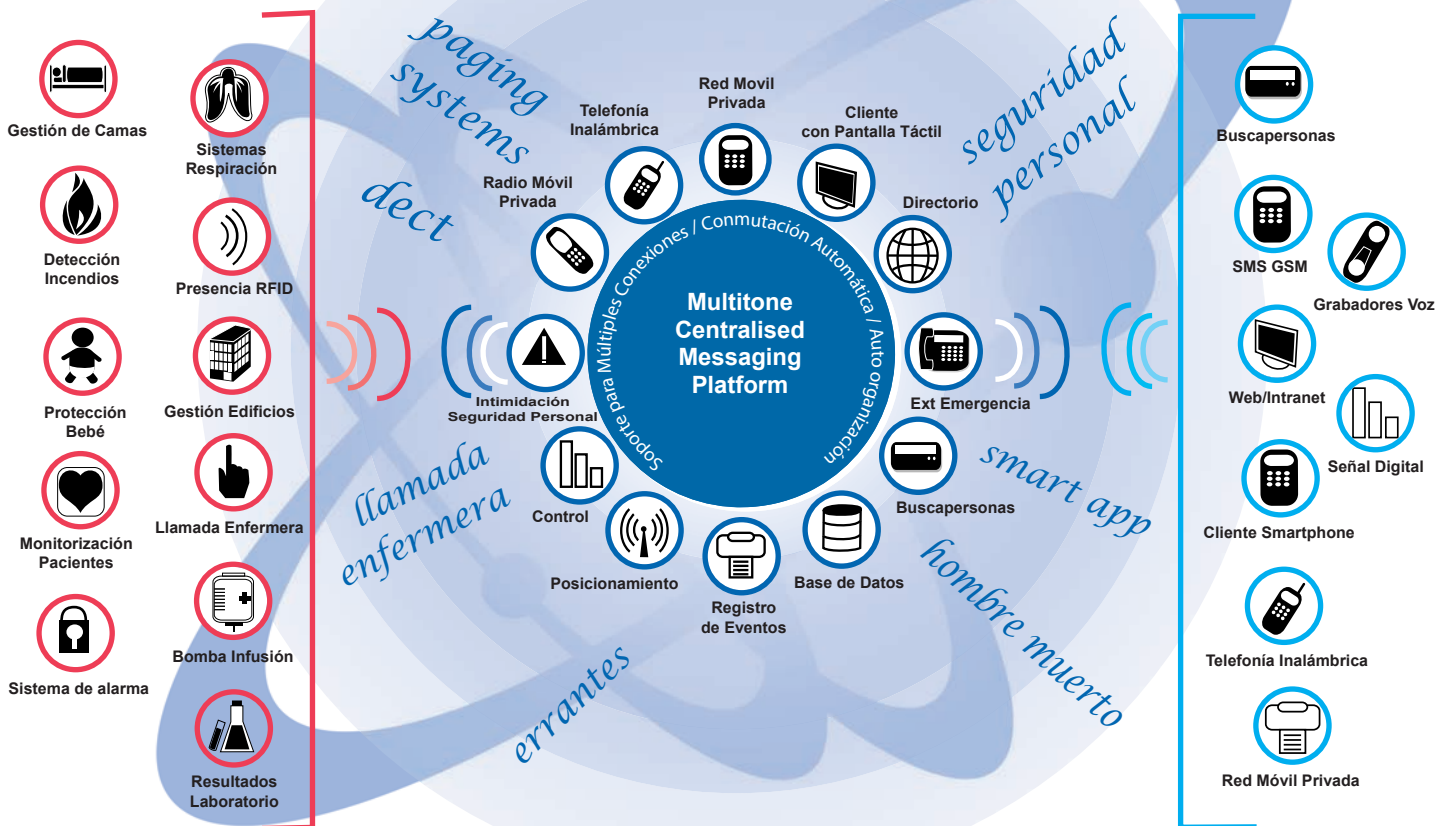 Gestión de Camas
Detección
Incendios
Protección
Bebé
Monitorización
Pacientes
Sistema de alarma
Sistemas
Respiración
Presencia RFID
Gestión Edificios
Llamada Enfermera
Bomba Infusión
Resultados
Laboratorio
paging
systems
dect
llamada
enfermera
errantes
seguridad
personal
smart app
hombre muerto
Red Movil
Privada
Cliente
con Pantalla Táctil
Directorio
Ext Emergencia
Buscapersonas
Base de Datos
Registro
de Eventos
Posicionamiento
Control
Intimidación
Seguridad Personal
Radio Móvil
Privada
Telefonía
Inalámbrica
Soporte para Múltiples Conexiones / Conmutación Automática / Auto organización
Multitone
Centralised
Messaging
Platform
Buscapersonas
SMS GSM
Grabadores Voz
Web/Intranet
Señal Digital
Cliente Smartphone
Telefonía Inalámbrica
Red Móvil Privada